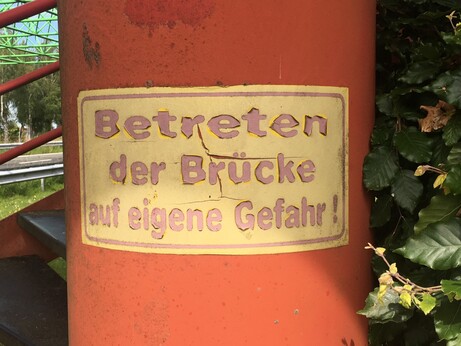 Betreten
der Brücke
auf eigene Gefahr!